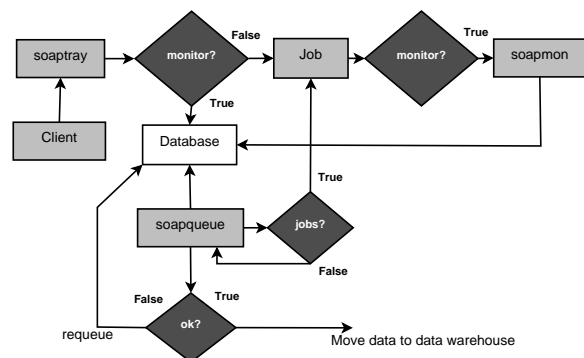 False
True
soaptray
monitor?
Job
monitor?
soapmon
True
Client
Database
True
soapqueue
jobs?
False
False
True
ok?
requeue
Move data to data warehouse